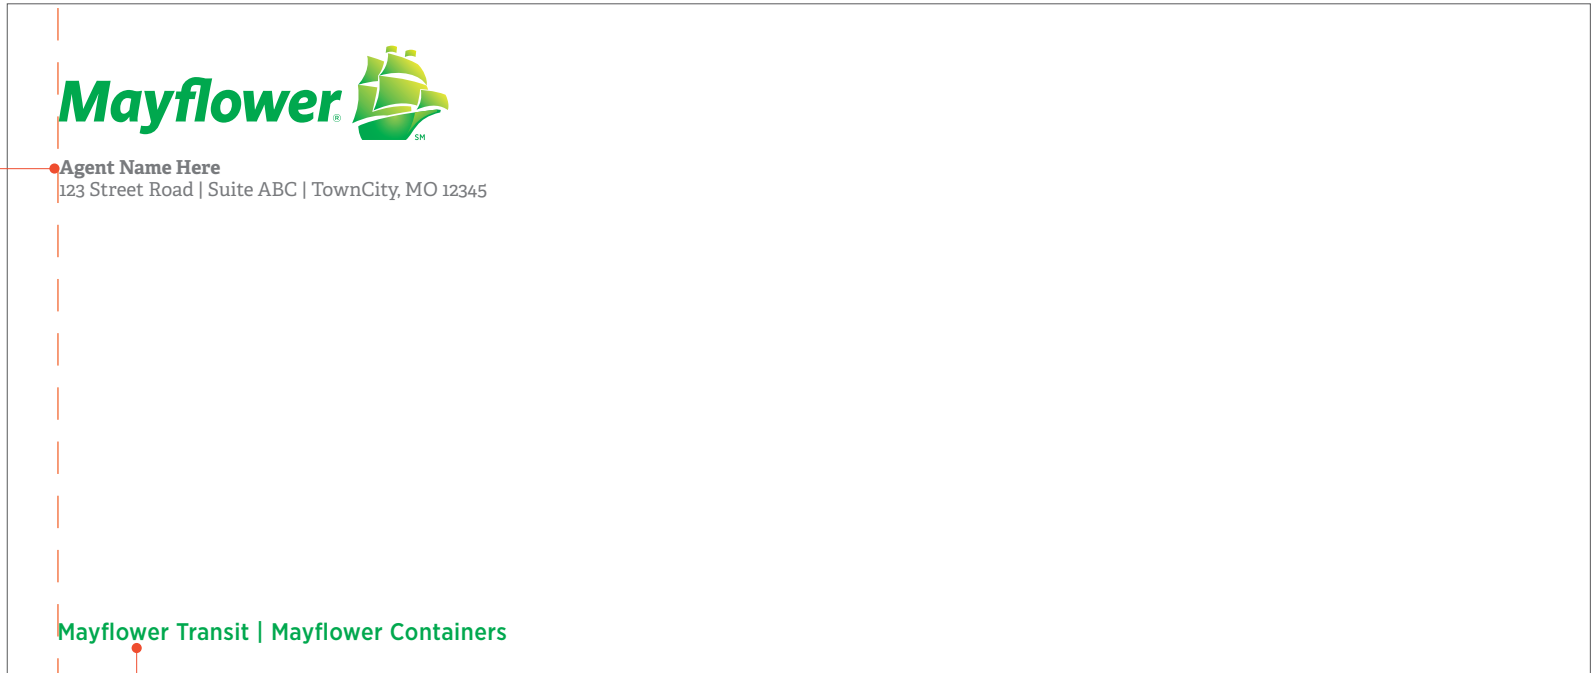 Mayflower®
SM
Agent Name Here
123 Street Road | Suite ABC | TownCity, MO 12345
Mayflower Transit | Mayflower Containers